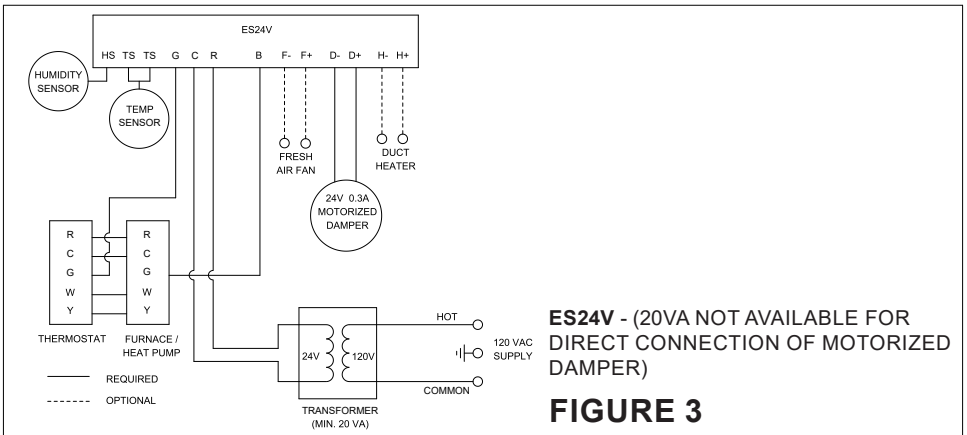 ES24V
HS TS TS G C R B F- F+ D- D+ H- H+
HUMIDITY
SENSOR
TEMP
SENSOR
FRESH
AIR FAN
DUCT
HEATER
24V 0.3A
MOTORIZED
DAMPER
R
C
G
W
Y
THERMOSTAT
R
C
G
W
Y
FURNACE /
HEAT PUMP
REQUIRED
OPTIONAL
24V 120V
TRANSFORMER
(MIN. 20 VA)
HOT
120 VAC
SUPPLY
COMMON
ES24V - (20VA NOT AVAILABLE FOR
DIRECT CONNECTION OF MOTORIZED
DAMPER)
FIGURE 3